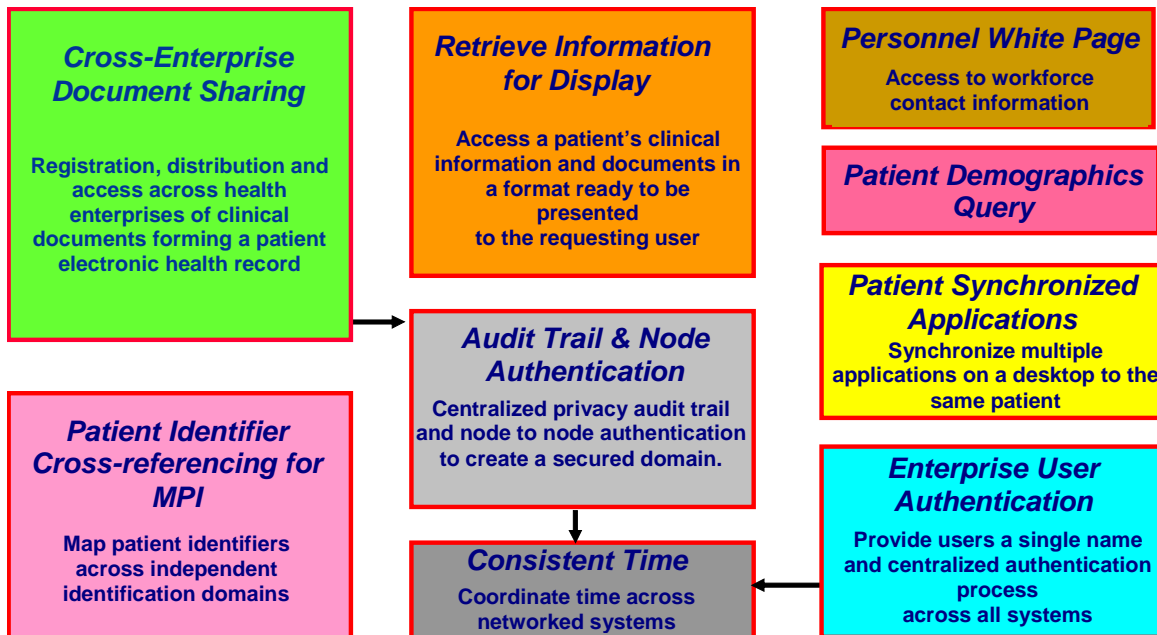 Cross-Enterprise
Document Sharing
Registration, distribution and
access across health
enterprises of clinical
documents forming a patient
electronic health record
Retrieve Information
for Display
Access a patient’s clinical
information and documents in
a format ready to be
presented
to the requesting user
Personnel White Page
Access to workforce
contact information
Patient Demographics
Query
Patient Synchronized
Applications
Synchronize multiple
applications on a desktop to the
same patient
Audit Trail & Node
Authentication
Centralized privacy audit trail
and node to node authentication
to create a secured domain.
Patient Identifier
Cross-referencing for
MPI
Map patient identifiers
across independent
identification domains
Enterprise User
Authentication
Provide users a single name
and centralized authentication
process
across all systems
Consistent Time
Coordinate time across
networked systems